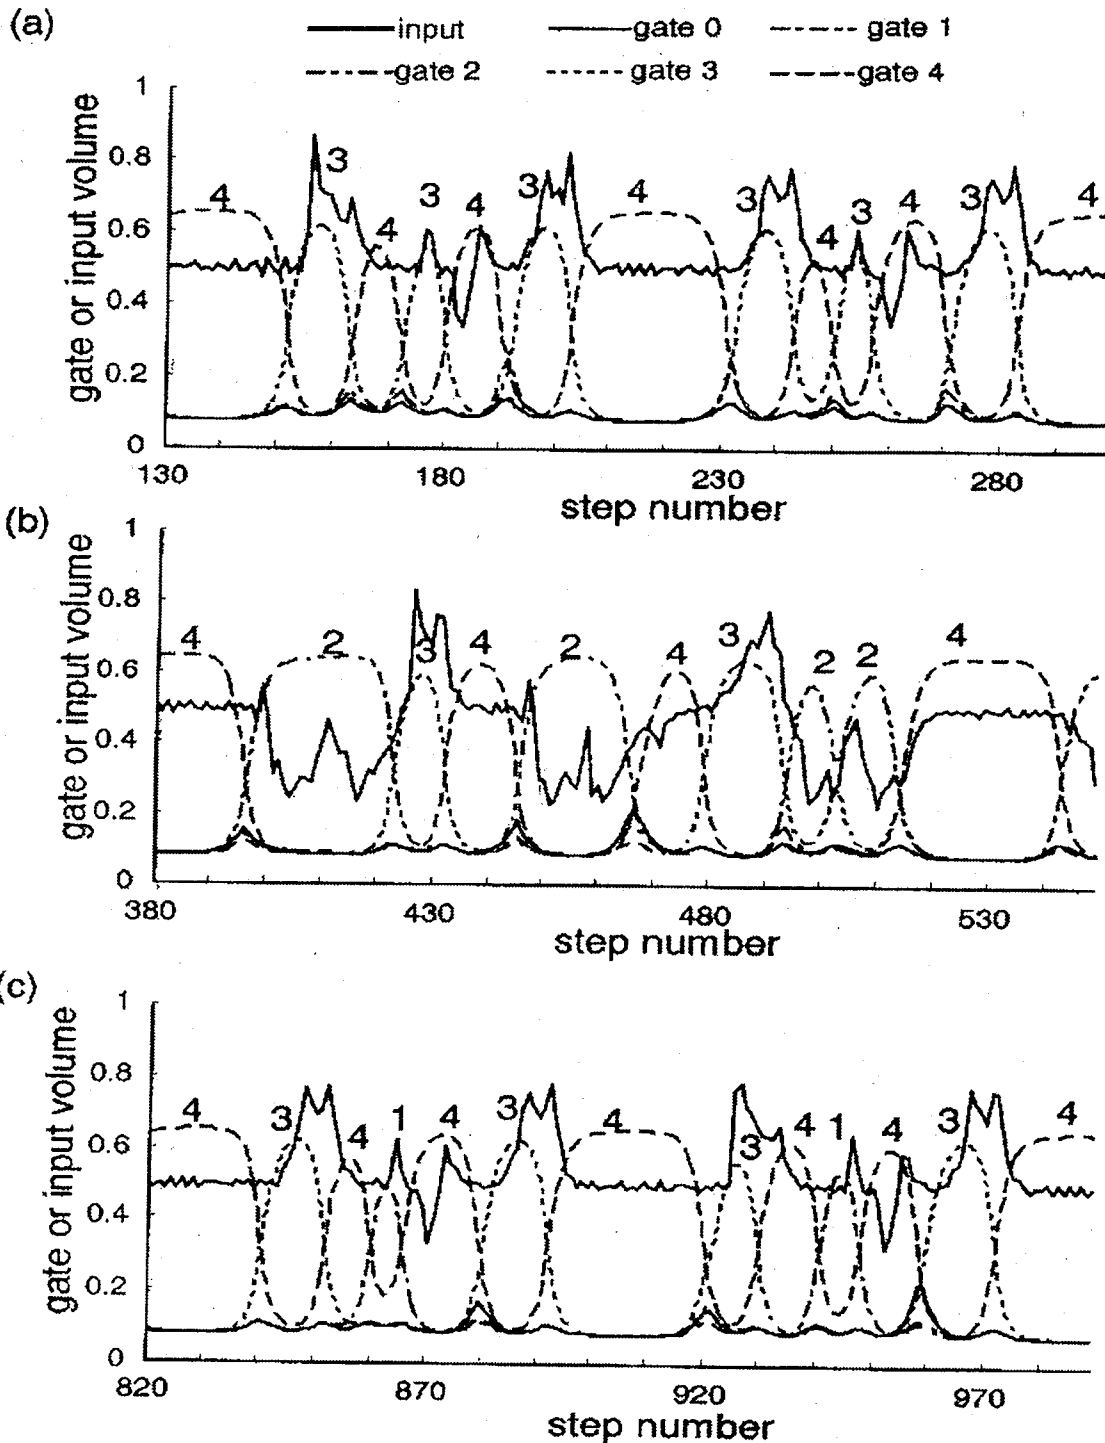 (a)
input gate 0 gate 1
gate 2 gate 3 gate 4
gate or input volume
1
0.8
0.6
0.4
0.2
0
4 3 4 3 4 3 4 3 4 3 4 3 4
130 180 230 280
step number
(b)
gate or input volume
1
0.8
0.6
0.4
0.2
0
4 2 3 4 2 4 3 2 2 4
380 430 480 530
step number
(c)
gate or input volume
1
0.8
0.6
0.4
0.2
0
4 3 4 1 4 3 4 3 4 1 4 3 4
820 870 920 970
step number